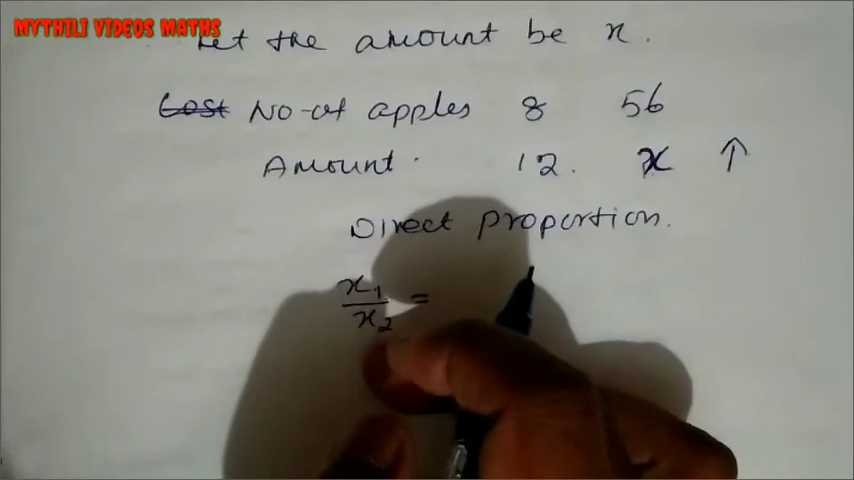 MYTHILI VIDEOS MATHS
Let the amount be x.
Cost No-of apples 8 56
Amount. 12. x ↑
Direct proportion.
x₁/x₂ =